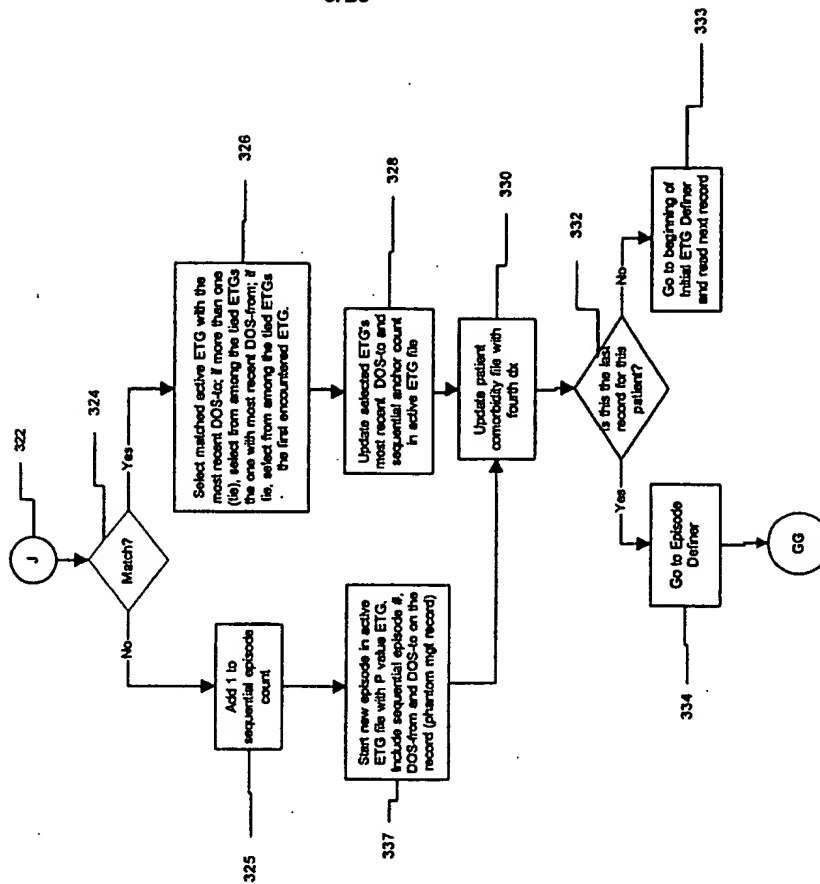 322
J
324
Match?
No
Yes
326
Select matched active ETG with the
most recent DOS-to; if more than one
(tie), select from among the tied ETGs
the one with most recent DOS-from; if
tie, select from among the tied ETGs
the first encountered ETG.
325
Add 1 to
sequential episode
count
328
Update selected ETG's
most recent DOS-to and
sequential anchor count
in active ETG file
337
Start new episode in active
ETG file with P value ETG.
Include sequential episode #,
DOS-from and DOS-to on the
record (phantom mgt record)
330
Update patient
comorbidity file with
fourth dx
332
Is this the last
record for this
patient?
Yes
No
333
Go to beginning of
Initial ETG Definer
and read next record
334
Go to Episode
Definer
GG